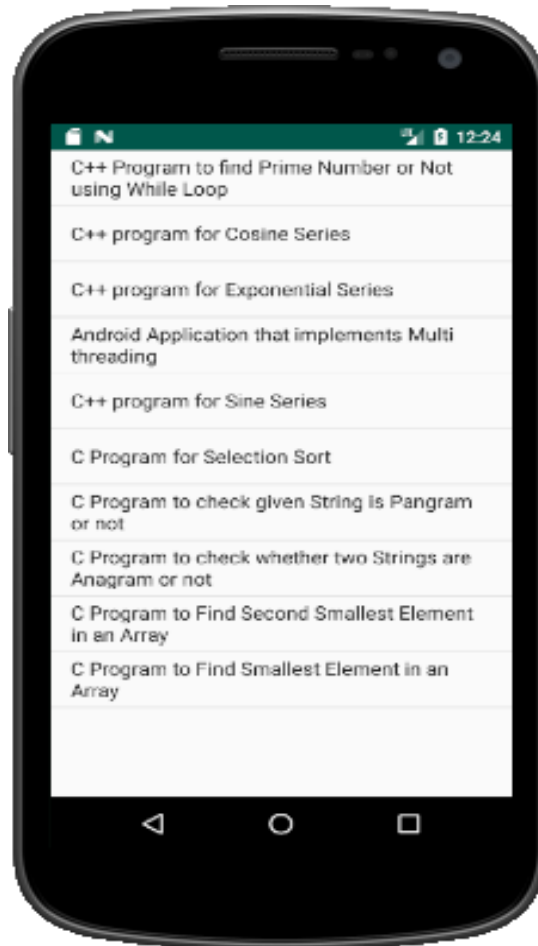 12:24
C++ Program to find Prime Number or Not
using While Loop
C++ program for Cosine Series
C++ program for Exponential Series
Android Application that implements Multi
threading
C++ program for Sine Series
C Program for Selection Sort
C Program to check given String is Pangram
or not
C Program to check whether two Strings are
Anagram or not
C Program to Find Second Smallest Element
in an Array
C Program to Find Smallest Element in an
Array